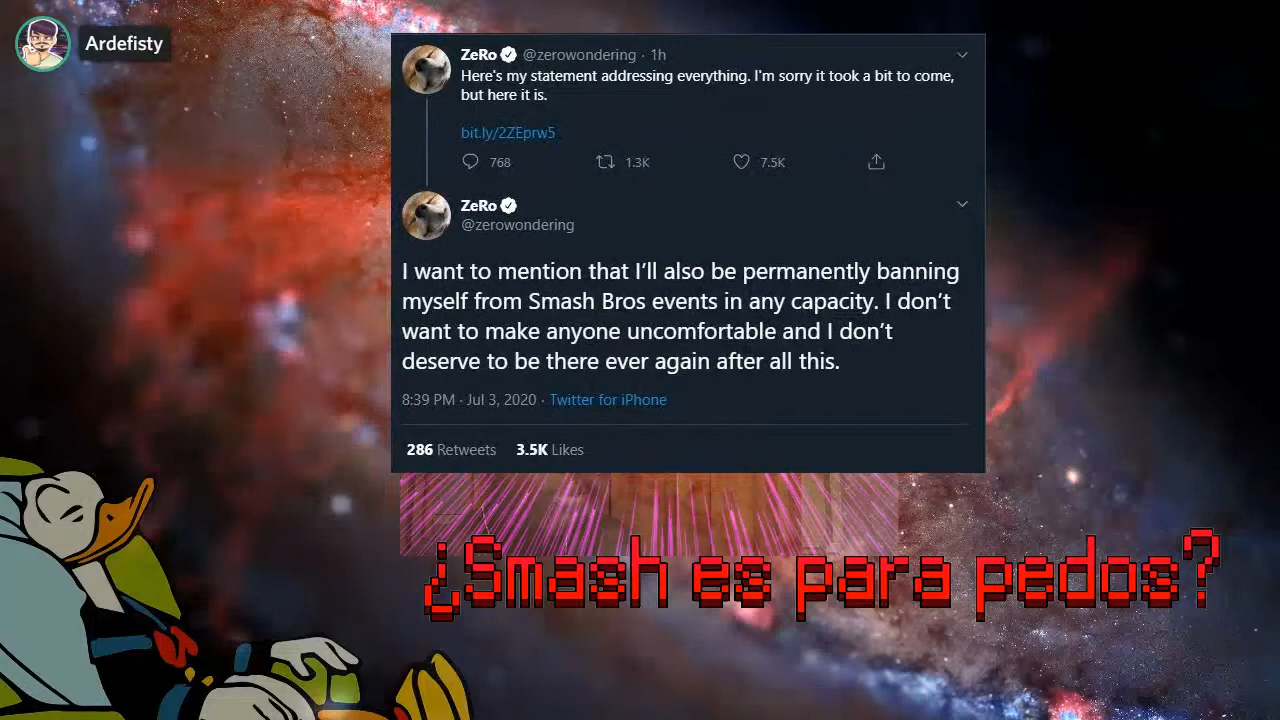 Ardefisty
ZeRo @zerowondering · 1h
Here's my statement addressing everything. I'm sorry it took a bit to come,
but here it is.
bit.ly/2ZEprw5
768 1.3K 7.5K
ZeRo
@zerowondering
I want to mention that I’ll also be permanently banning
myself from Smash Bros events in any capacity. I don’t
want to make anyone uncomfortable and I don’t
deserve to be there ever again after all this.
8:39 PM · Jul 3, 2020 · Twitter for iPhone
286 Retweets 3.5K Likes
¿Smash es para pedos?